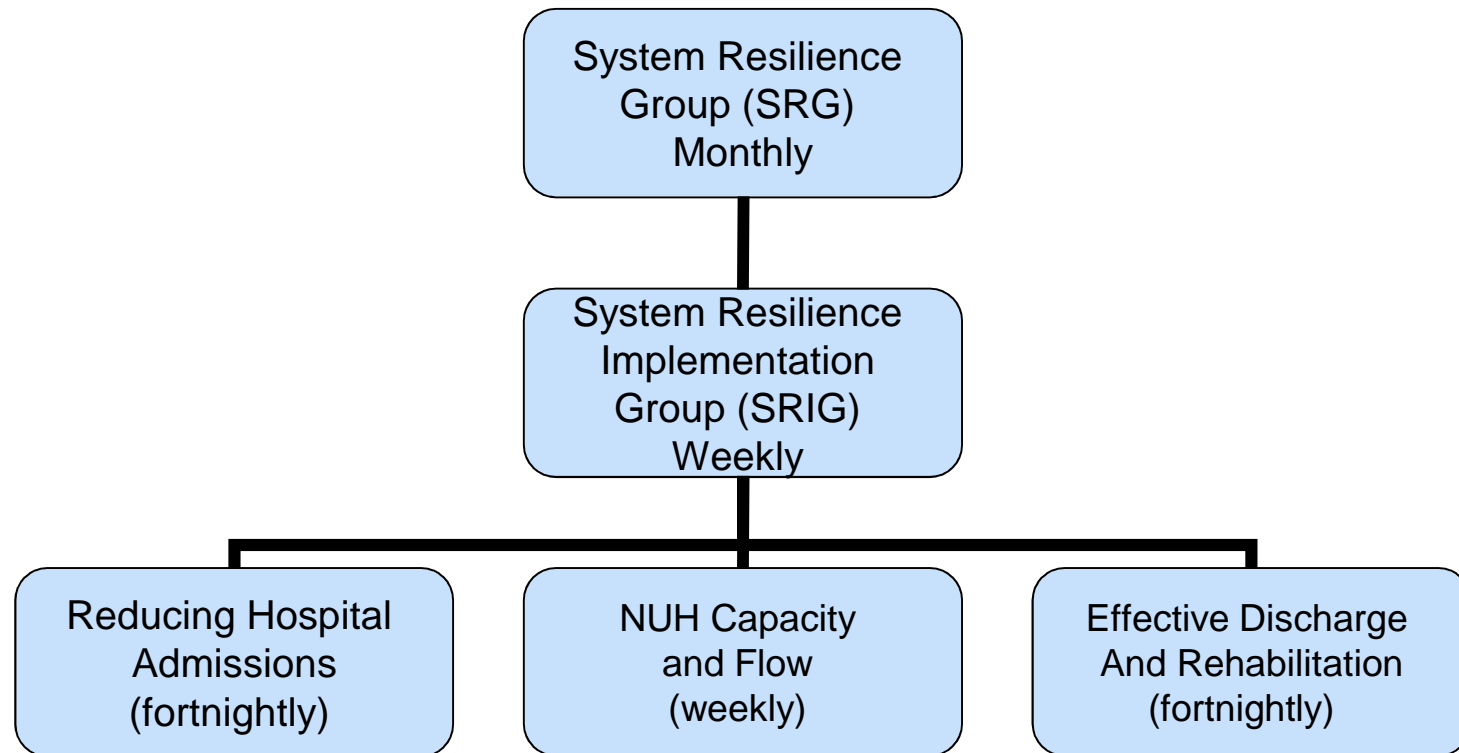 System Resilience
Group (SRG)
Monthly
System Resilience
Implementation
Group (SRIG)
Weekly
Reducing Hospital
Admissions
(fortnightly)
NUH Capacity
and Flow
(weekly)
Effective Discharge
And Rehabilitation
(fortnightly)